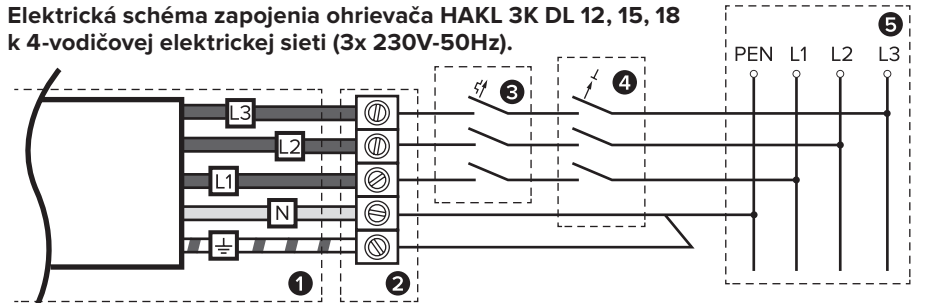 Elektrická schéma zapojenia ohrievača HAKL 3K DL 12, 15, 18
k 4-vodičovej elektrickej sieti (3x 230V-50Hz).
5
PEN L1 L2 L3
3
4
L3
L2
L1
N
1
2